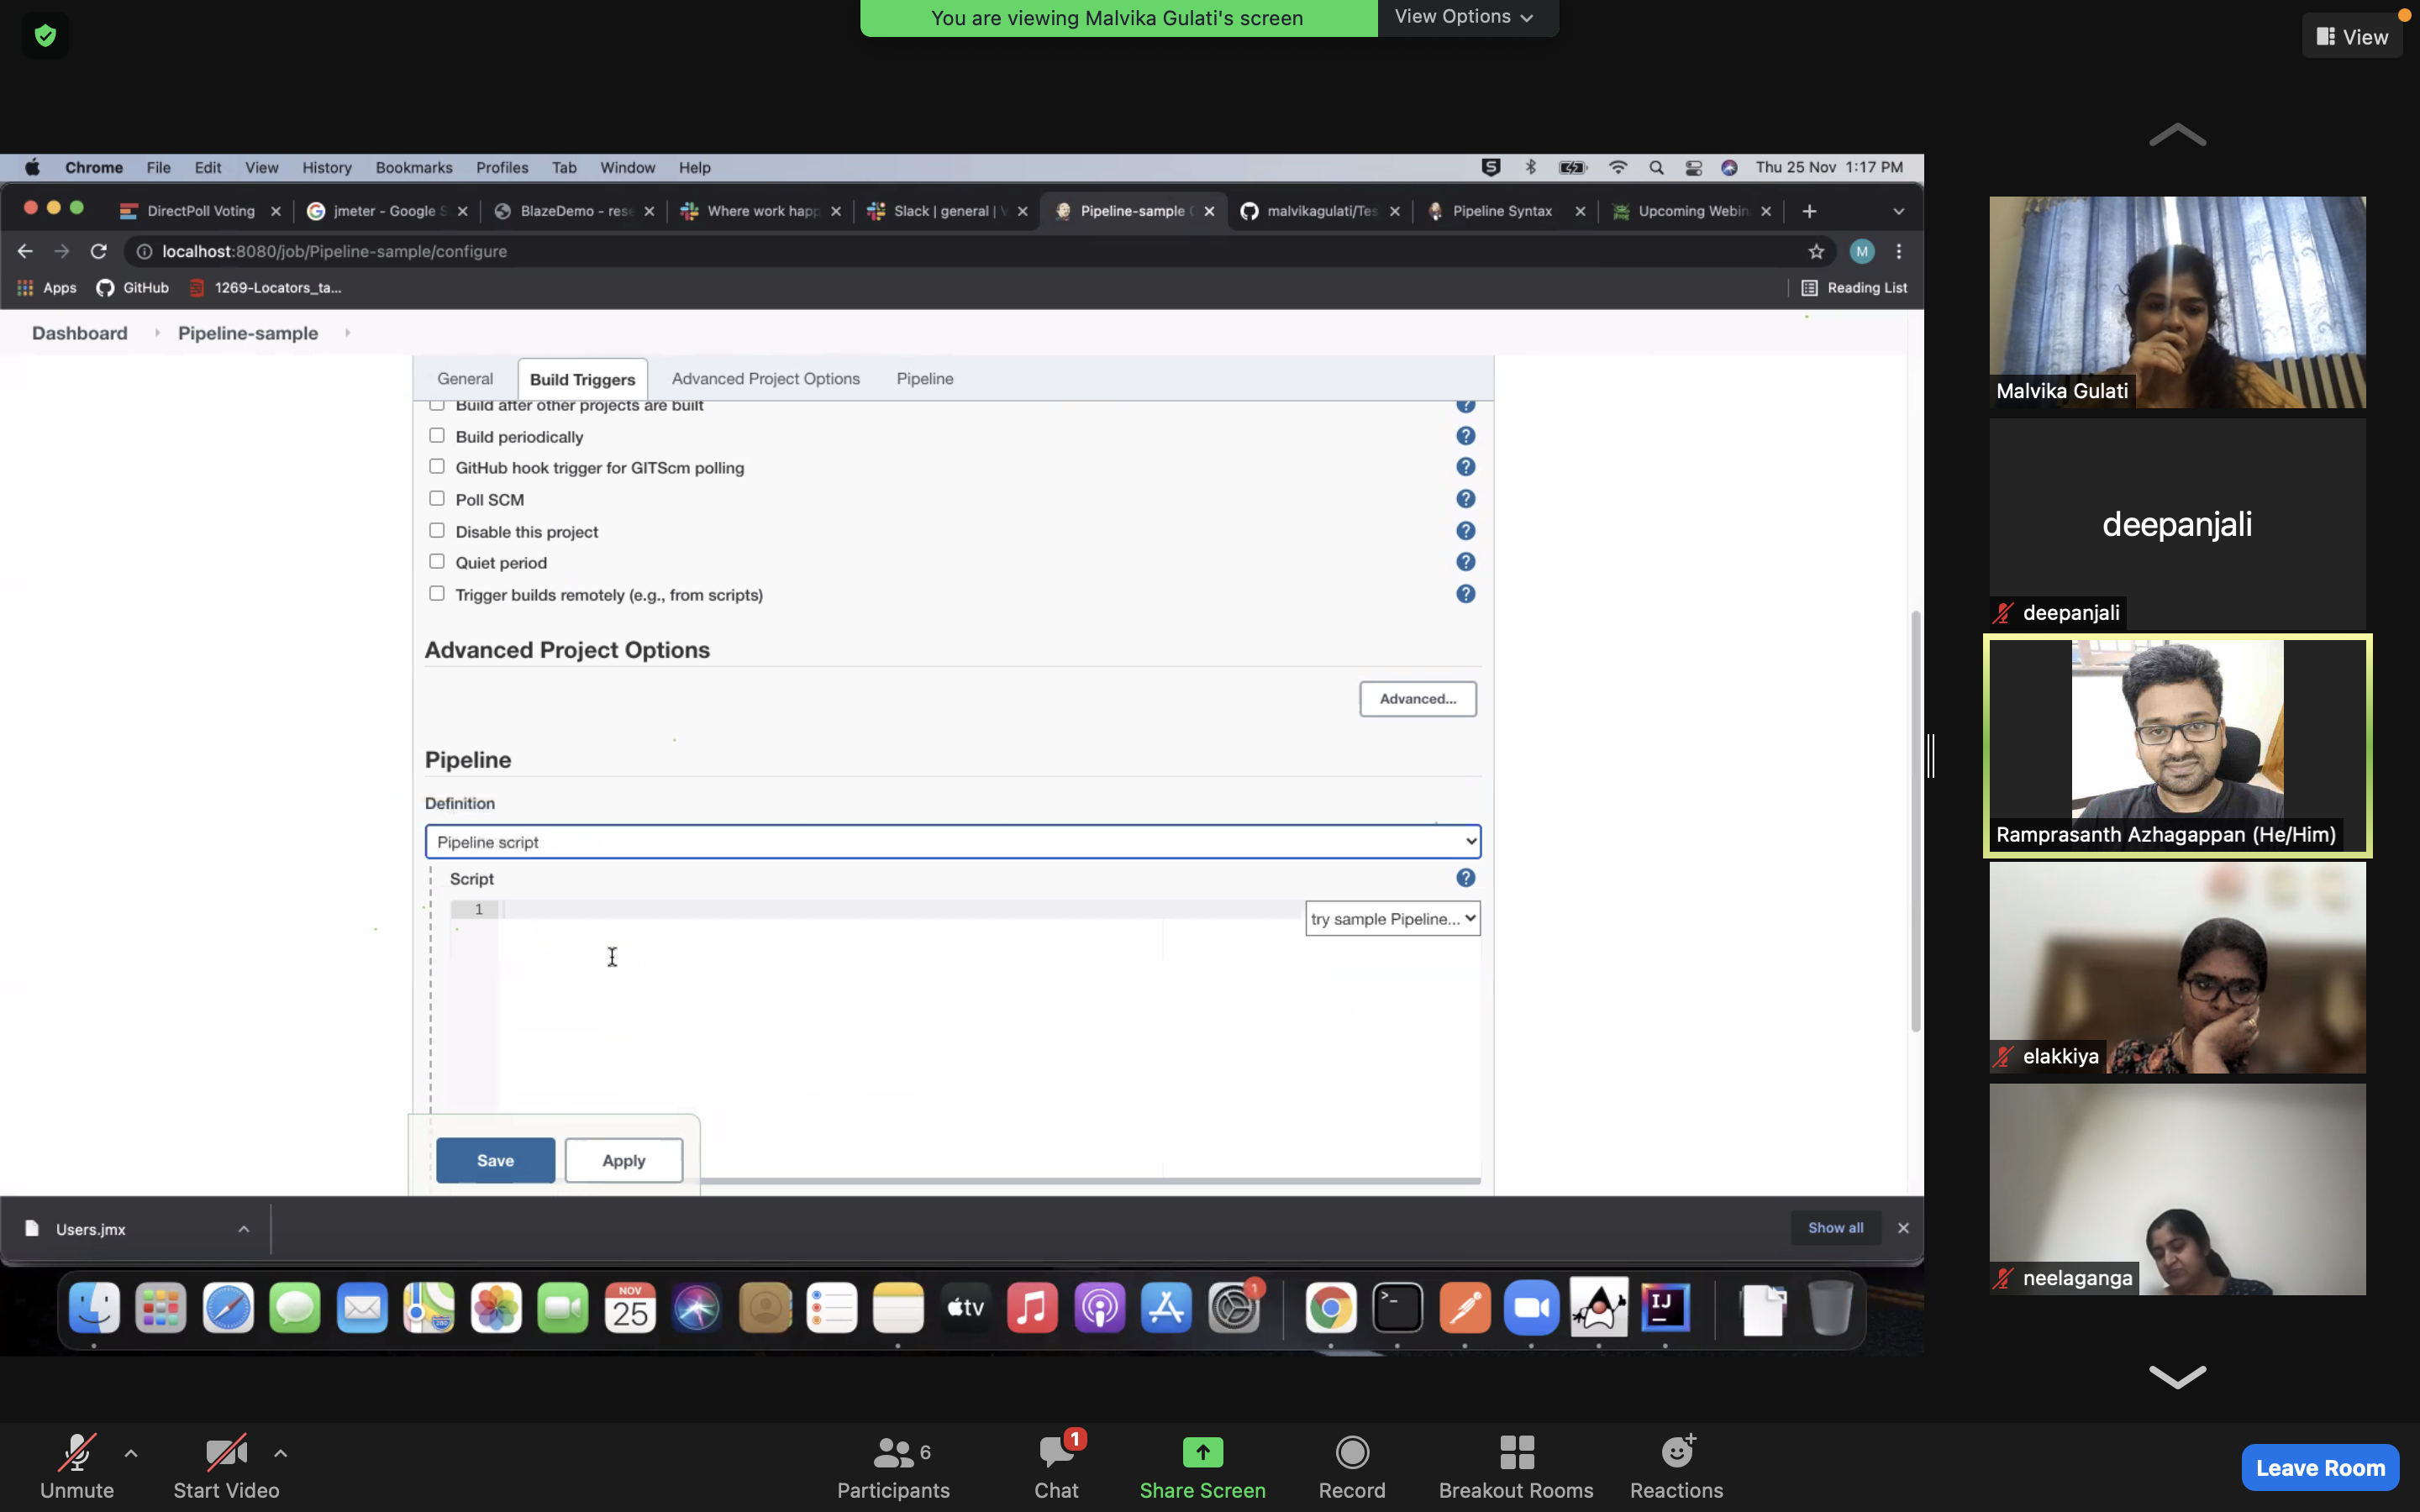 You are viewing Malvika Gulati's screen
View Options
View
Chrome File Edit View History Bookmarks Profiles Tab Window Help
Thu 25 Nov 1:17 PM
DirectPoll Voting
jmeter - Google S
BlazeDemo - rese
Where work happ
Slack | general | V
Pipeline-sample C
malvikagulati/Tes
Pipeline Syntax
Upcoming Webin
localhost:8080/job/Pipeline-sample/configure
M
Apps
GitHub
1269-Locators_ta...
Reading List
Dashboard
Pipeline-sample
General
Build Triggers
Advanced Project Options
Pipeline
Build after other projects are built
Build periodically
GitHub hook trigger for GITScm polling
Poll SCM
Disable this project
Quiet period
Trigger builds remotely (e.g., from scripts)
Advanced Project Options
Advanced...
Pipeline
Definition
Pipeline script
Script
1
try sample Pipeline...
Save
Apply
Users.jmx
Show all
NOV
25
tv
1
IJ
Malvika Gulati
deepanjali
deepanjali
Ramprasanth Azhagappan (He/Him)
elakkiya
neelaganga
Unmute
Start Video
6
Participants
1
Chat
Share Screen
Record
Breakout Rooms
Reactions
Leave Room